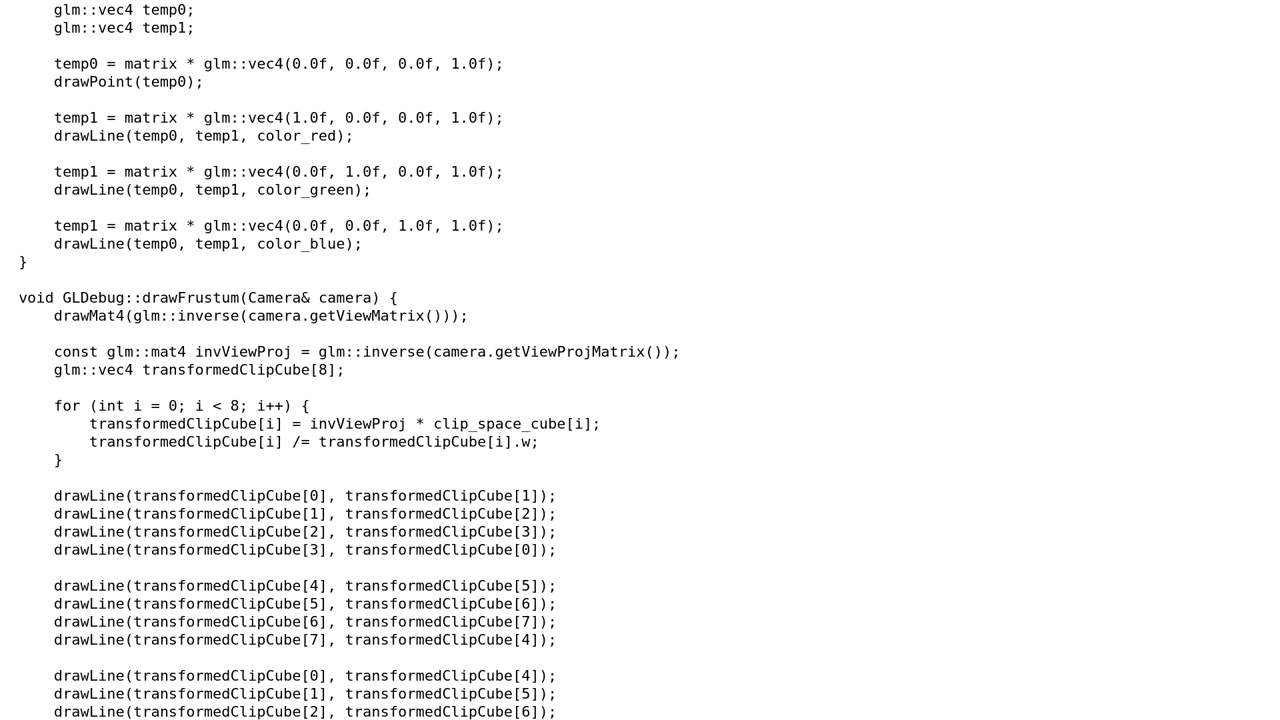 glm::vec4 temp0;
glm::vec4 temp1;
temp0 = matrix * glm::vec4(0.0f, 0.0f, 0.0f, 1.0f);
drawPoint(temp0);
temp1 = matrix * glm::vec4(1.0f, 0.0f, 0.0f, 1.0f);
drawLine(temp0, temp1, color_red);
temp1 = matrix * glm::vec4(0.0f, 1.0f, 0.0f, 1.0f);
drawLine(temp0, temp1, color_green);
temp1 = matrix * glm::vec4(0.0f, 0.0f, 1.0f, 1.0f);
drawLine(temp0, temp1, color_blue);
}
void GLDebug::drawFrustum(Camera& camera) {
drawMat4(glm::inverse(camera.getViewMatrix()));
const glm::mat4 invViewProj = glm::inverse(camera.getViewProjMatrix());
glm::vec4 transformedClipCube[8];
for (int i = 0; i < 8; i++) {
transformedClipCube[i] = invViewProj * clip_space_cube[i];
transformedClipCube[i] /= transformedClipCube[i].w;
}
drawLine(transformedClipCube[0], transformedClipCube[1]);
drawLine(transformedClipCube[1], transformedClipCube[2]);
drawLine(transformedClipCube[2], transformedClipCube[3]);
drawLine(transformedClipCube[3], transformedClipCube[0]);
drawLine(transformedClipCube[4], transformedClipCube[5]);
drawLine(transformedClipCube[5], transformedClipCube[6]);
drawLine(transformedClipCube[6], transformedClipCube[7]);
drawLine(transformedClipCube[7], transformedClipCube[4]);
drawLine(transformedClipCube[0], transformedClipCube[4]);
drawLine(transformedClipCube[1], transformedClipCube[5]);
drawLine(transformedClipCube[2], transformedClipCube[6]);